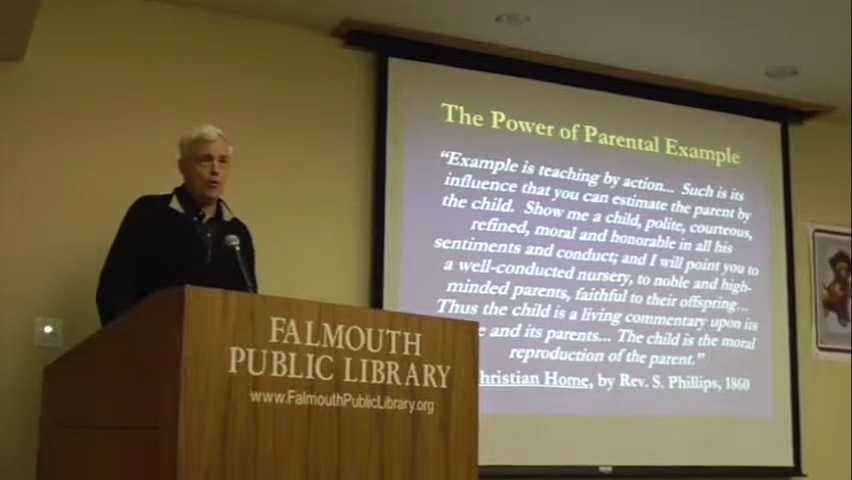 The Power of Parental Example
"Example is teaching by action... Such is its
influence that you can estimate the parent by
the child. Show me a child, polite, courteous,
refined, moral and honorable in all his
sentiments and conduct; and I will point you to
a well-conducted nursery, to noble and high-
minded parents, faithful to their offspring...
Thus the child is a living commentary upon its
and its parents... The child is the moral
reproduction of the parent."
Christian Home, by Rev. S. Phillips, 1860
FALMOUTH
PUBLIC LIBRARY
www.FalmouthPublicLibrary.org